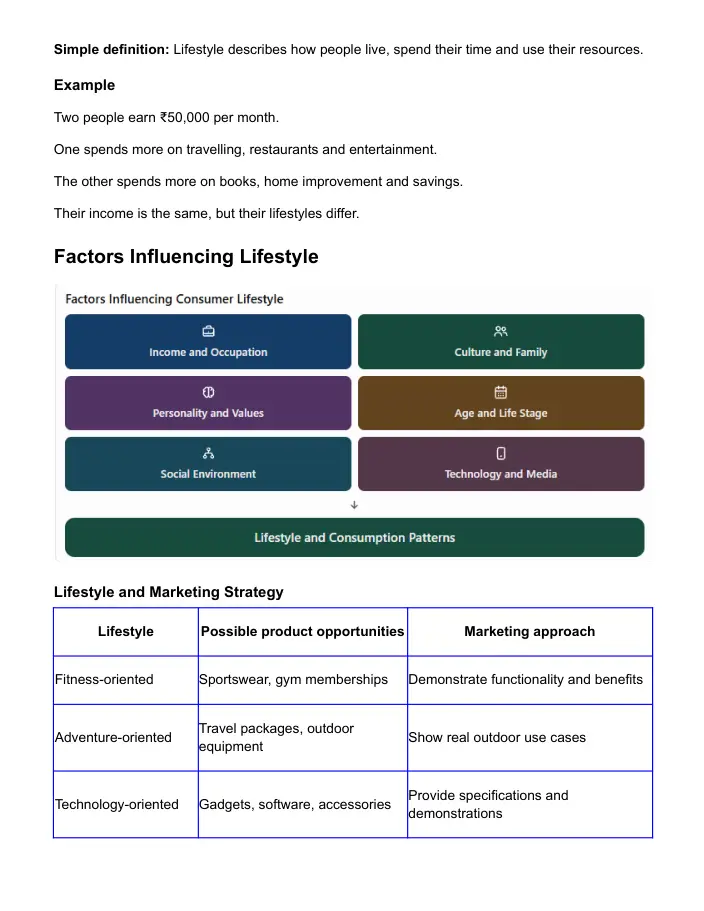 Simple definition: Lifestyle describes how people live, spend their time and use their resources.
Example
Two people earn ₹50,000 per month.
One spends more on travelling, restaurants and entertainment.
The other spends more on books, home improvement and savings.
Their income is the same, but their lifestyles differ.
Factors Influencing Lifestyle
Factors Influencing Consumer Lifestyle
Income and Occupation
Culture and Family
Personality and Values
Age and Life Stage
Social Environment
Technology and Media
Lifestyle and Consumption Patterns
Lifestyle and Marketing Strategy
Lifestyle
Possible product opportunities
Marketing approach
Fitness-oriented
Sportswear, gym memberships
Demonstrate functionality and benefits
Adventure-oriented
Travel packages, outdoor
equipment
Show real outdoor use cases
Technology-oriented
Gadgets, software, accessories
Provide specifications and
demonstrations